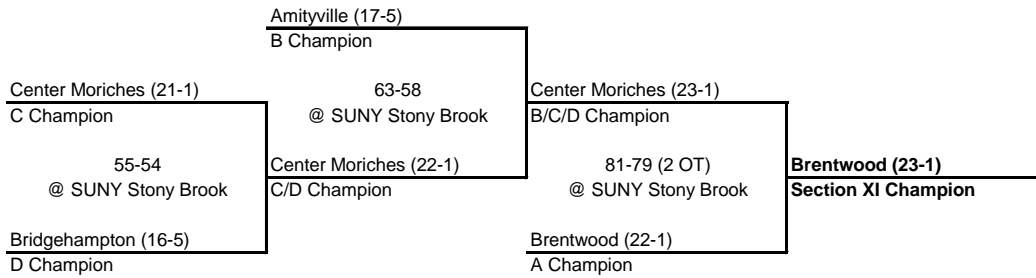 Amityville (17-5)
B Champion
Center Moriches (21-1)
63-58
Center Moriches (23-1)
C Champion
@ SUNY Stony Brook
B/C/D Champion
55-54
Center Moriches (22-1)
81-79 (2 OT)
Brentwood (23-1)
@ SUNY Stony Brook
C/D Champion
@ SUNY Stony Brook
Section XI Champion
Bridgehampton (16-5)
Brentwood (22-1)
D Champion
A Champion